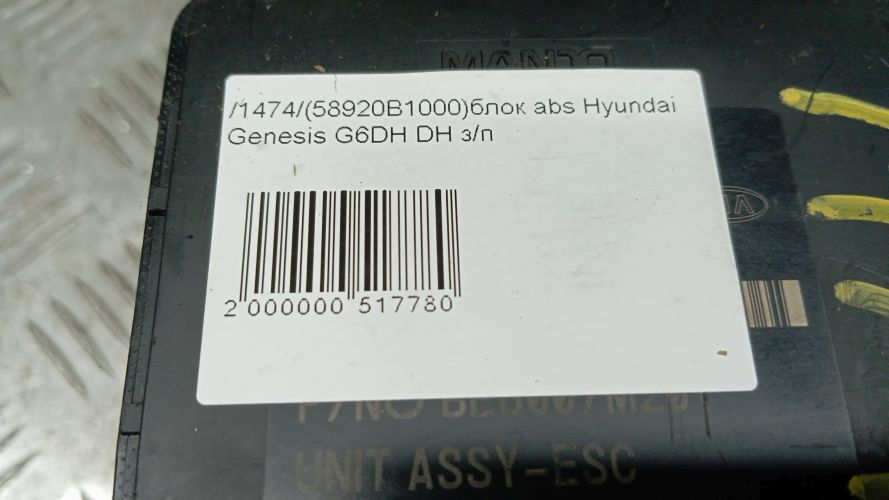 MANDO
/1474/(58920B1000)блок abs Hyundai
Genesis G6DH DH з/п
2 000000 517780
UNIT ASSY-ESC